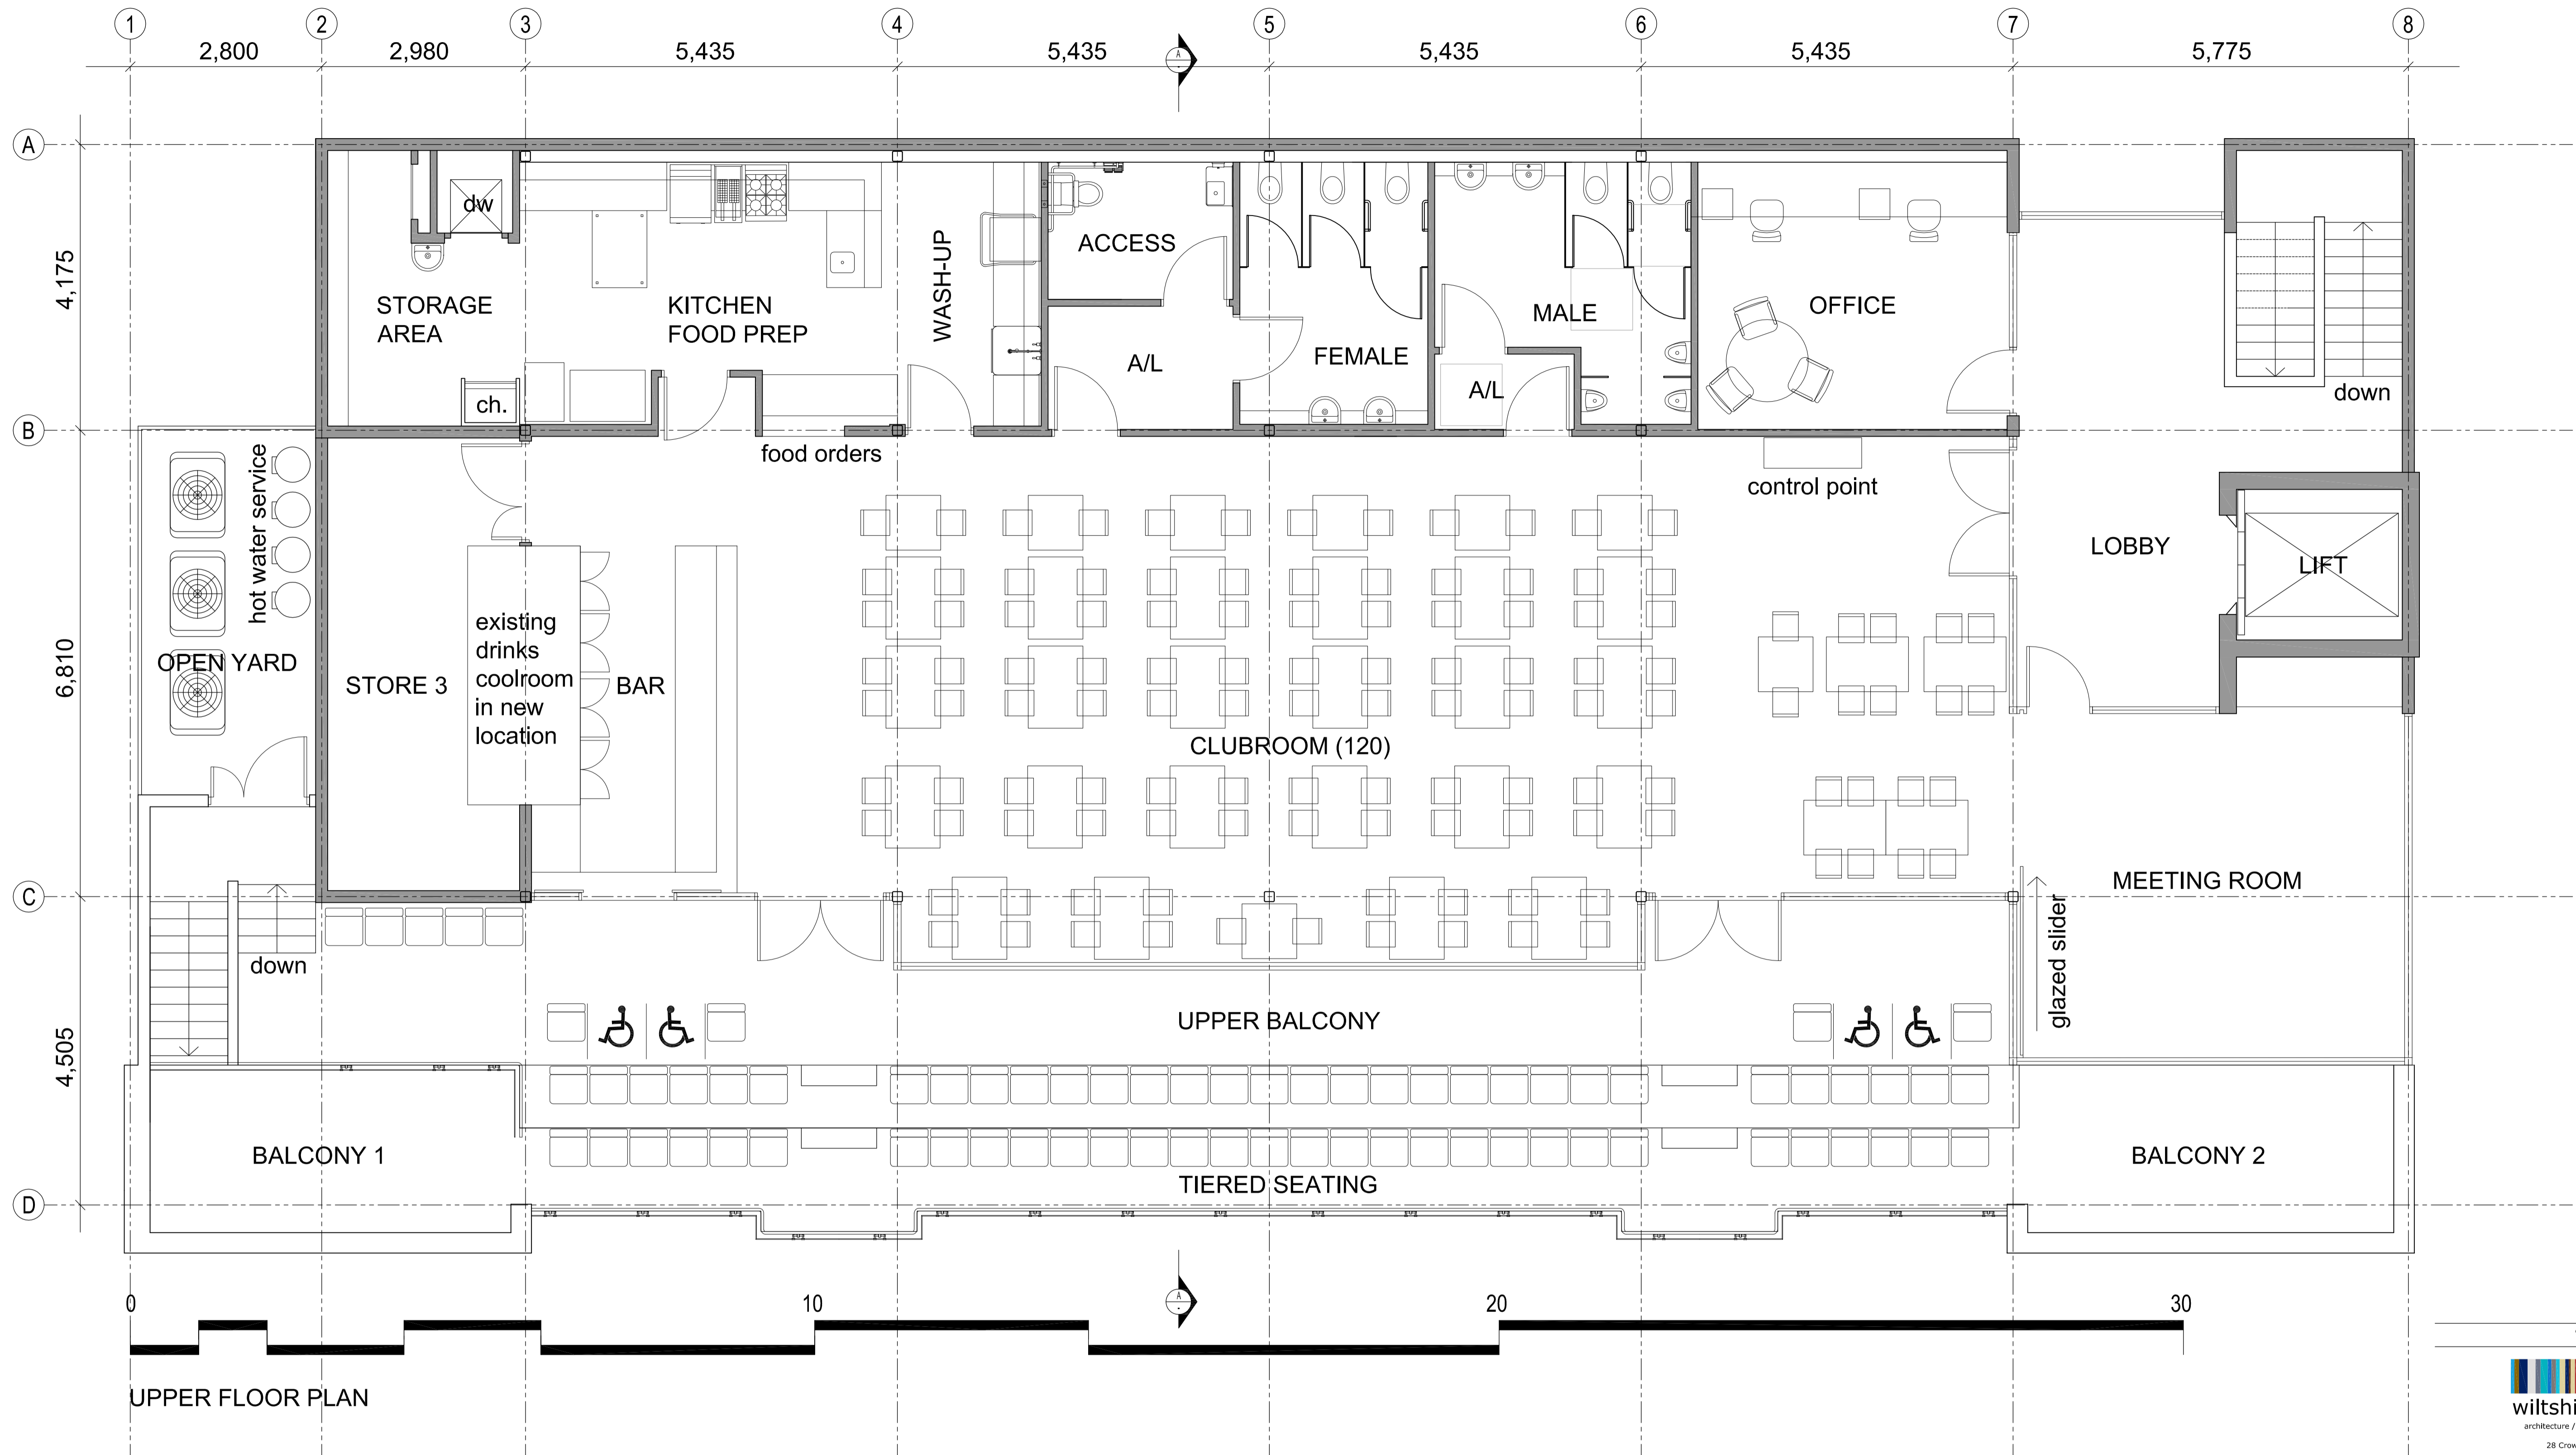 1 2 3 4 5 6 7 8
2,800 2,980 5,435 5,435 5,435 5,435 5,775
A
A
B
C
D
4,175
6,810
4,505
dw
STORAGE
AREA
ch.
KITCHEN
FOOD PREP
WASH-UP
ACCESS
A/L
FEMALE
MALE
A/L
OFFICE
down
food orders
control point
hot water service
OPEN YARD
STORE 3
existing
drinks
coolroom
in new
location
BAR
CLUBROOM (120)
LOBBY
LIFT
MEETING ROOM
glazed slider
down
UPPER BALCONY
BALCONY 1
TIERED SEATING
BALCONY 2
0 10 20 30
A
UPPER FLOOR PLAN
wiltshi
architecture /
28 Crow